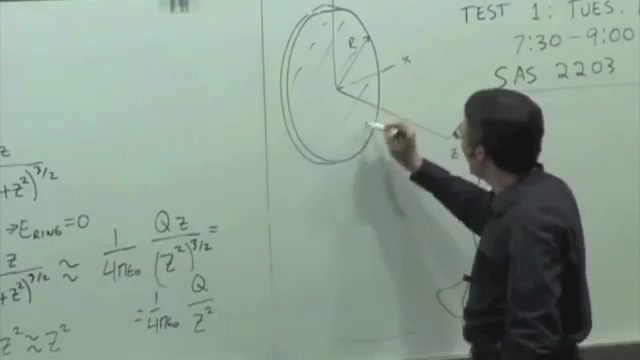 TEST 1: TUES.
7:30-9:00
SAS 2203
R
x
z
z
+z²)^3/2
⇒E_RING=0
z
+z²)^3/2 ≈ 1/4πε₀ Qz/(z²)^3/2 =
=1/4πε₀ Q/z²
z²≈z²